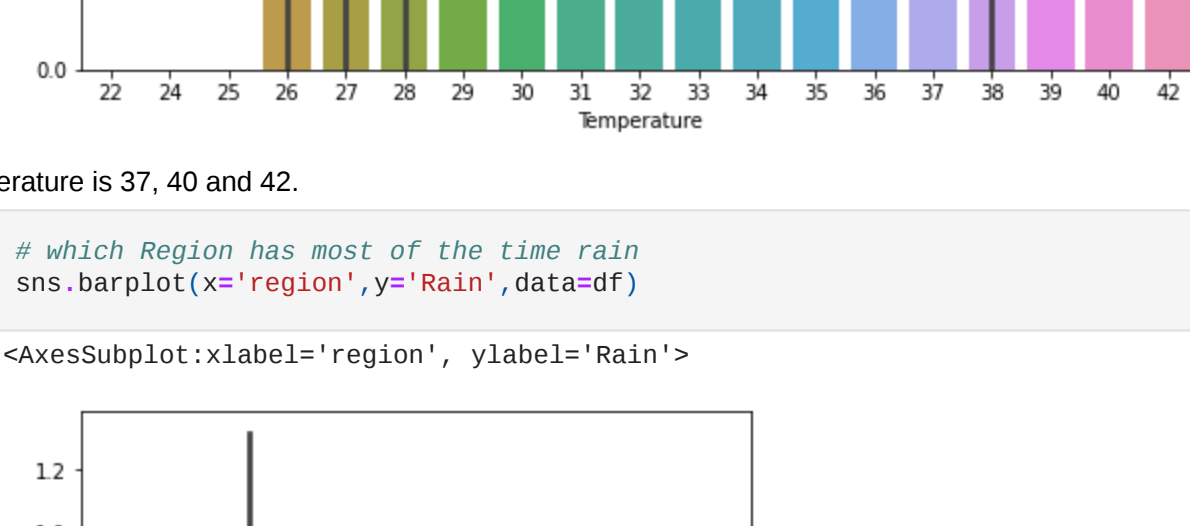 0.0
22 24 25 26 27 28 29 30 31 32 33 34 35 36 37 38 39 40 42
Temperature
erature is 37, 40 and 42.
# which Region has most of the time rain
sns.barplot(x='region',y='Rain',data=df)
<AxesSubplot:xlabel='region', ylabel='Rain'>
1.2